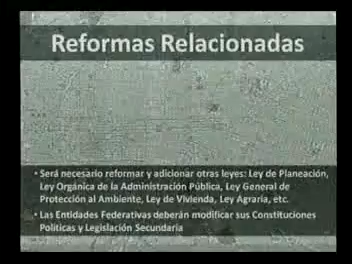 Reformas Relacionadas
• Será necesario reformar y adicionar otras leyes: Ley de Planeación,
Ley Orgánica de la Administración Pública, Ley General de
Protección al Ambiente, Ley de Vivienda, Ley Agraria, etc.
• Las Entidades Federativas deberán modificar sus Constituciones
Políticas y Legislación Secundaria